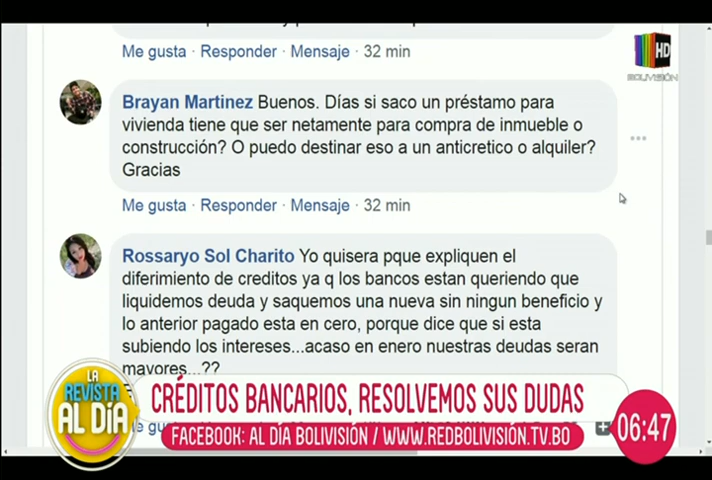 Me gusta · Responder · Mensaje · 32 min
HD
BOLIVISIÓN
Brayan Martinez Buenos. Días si saco un préstamo para
vivienda tiene que ser netamente para compra de inmueble o
construcción? O puedo destinar eso a un anticretico o alquiler?
Gracias
Me gusta · Responder · Mensaje · 32 min
Rossaryo Sol Charito Yo quisera pque expliquen el
diferimiento de creditos ya q los bancos estan queriendo que
liquidemos deuda y saquemos una nueva sin ningun beneficio y
lo anterior pagado esta en cero, porque dice que si esta
subiendo los intereses...acaso en enero nuestras deudas seran
mayores...??
LA
REVISTA
AL DÍA
CRÉDITOS BANCARIOS, RESOLVEMOS SUS DUDAS
FACEBOOK: AL DÍA BOLIVISIÓN / WWW.REDBOLIVISIÓN.TV.BO
06:47